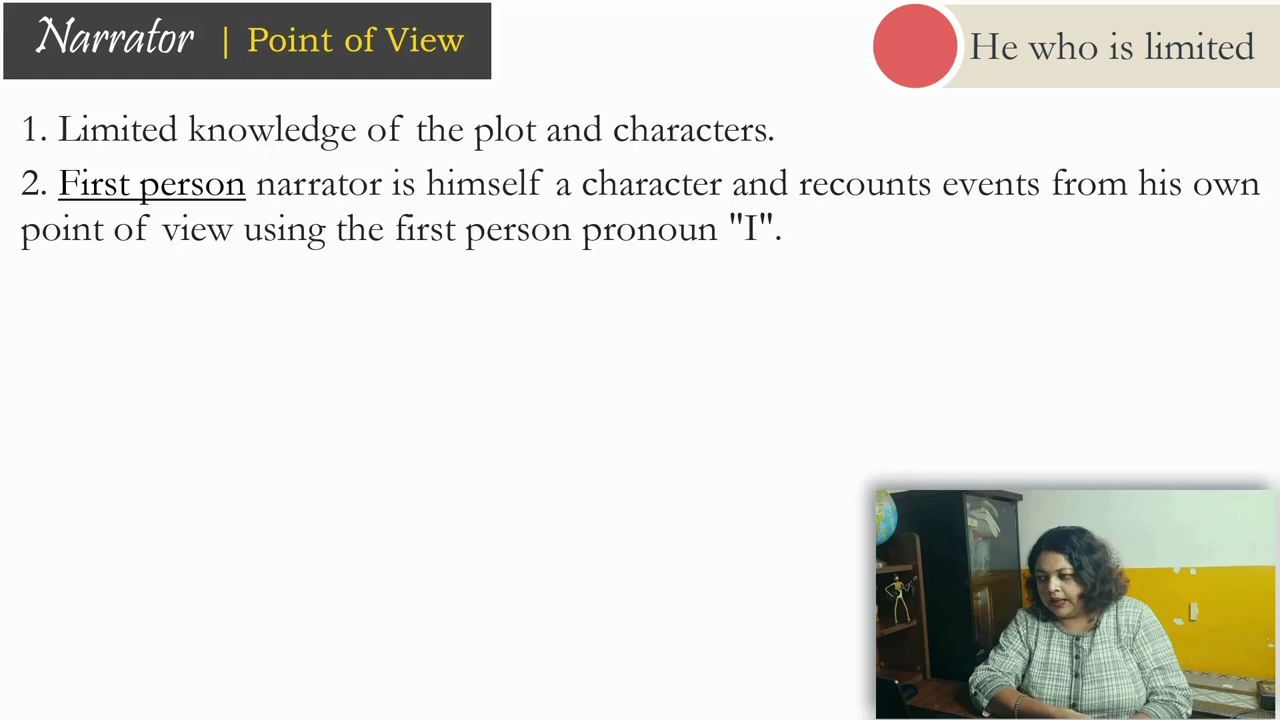 Narrator | Point of View
He who is limited
1. Limited knowledge of the plot and characters.
2. First person narrator is himself a character and recounts events from his own
point of view using the first person pronoun "I".